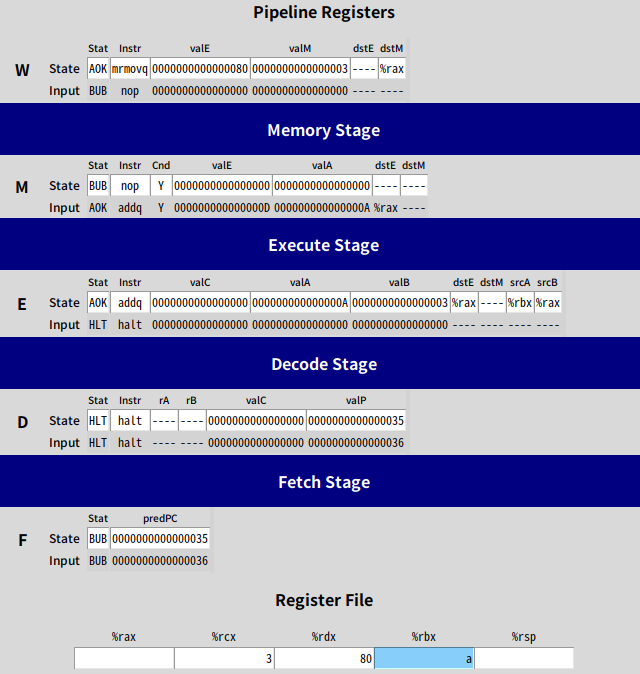 Pipeline Registers
Stat Instr valE valM dstE dstM
W State AOK mrmovq 0000000000000080 0000000000000003 ---- %rax
Input BUB nop 0000000000000000 0000000000000000 ---- ----
Memory Stage
Stat Instr Cnd valE valA dstE dstM
M State BUB nop Y 0000000000000000 0000000000000000 ---- ----
Input AOK addq Y 000000000000000D 000000000000000A %rax ----
Execute Stage
Stat Instr valC valA valB dstE dstM srcA srcB
E State AOK addq 0000000000000000 000000000000000A 0000000000000003 %rax ---- %rbx %rax
Input HLT halt 0000000000000000 0000000000000000 0000000000000000 ---- ---- ---- ----
Decode Stage
Stat Instr rA rB valC valP
D State HLT halt ---- ---- 0000000000000000 0000000000000035
Input HLT halt ---- ---- 0000000000000000 0000000000000036
Fetch Stage
Stat predPC
F State BUB 0000000000000035
Input BUB 0000000000000036
Register File
%rax %rcx %rdx %rbx %rsp
3 80 a